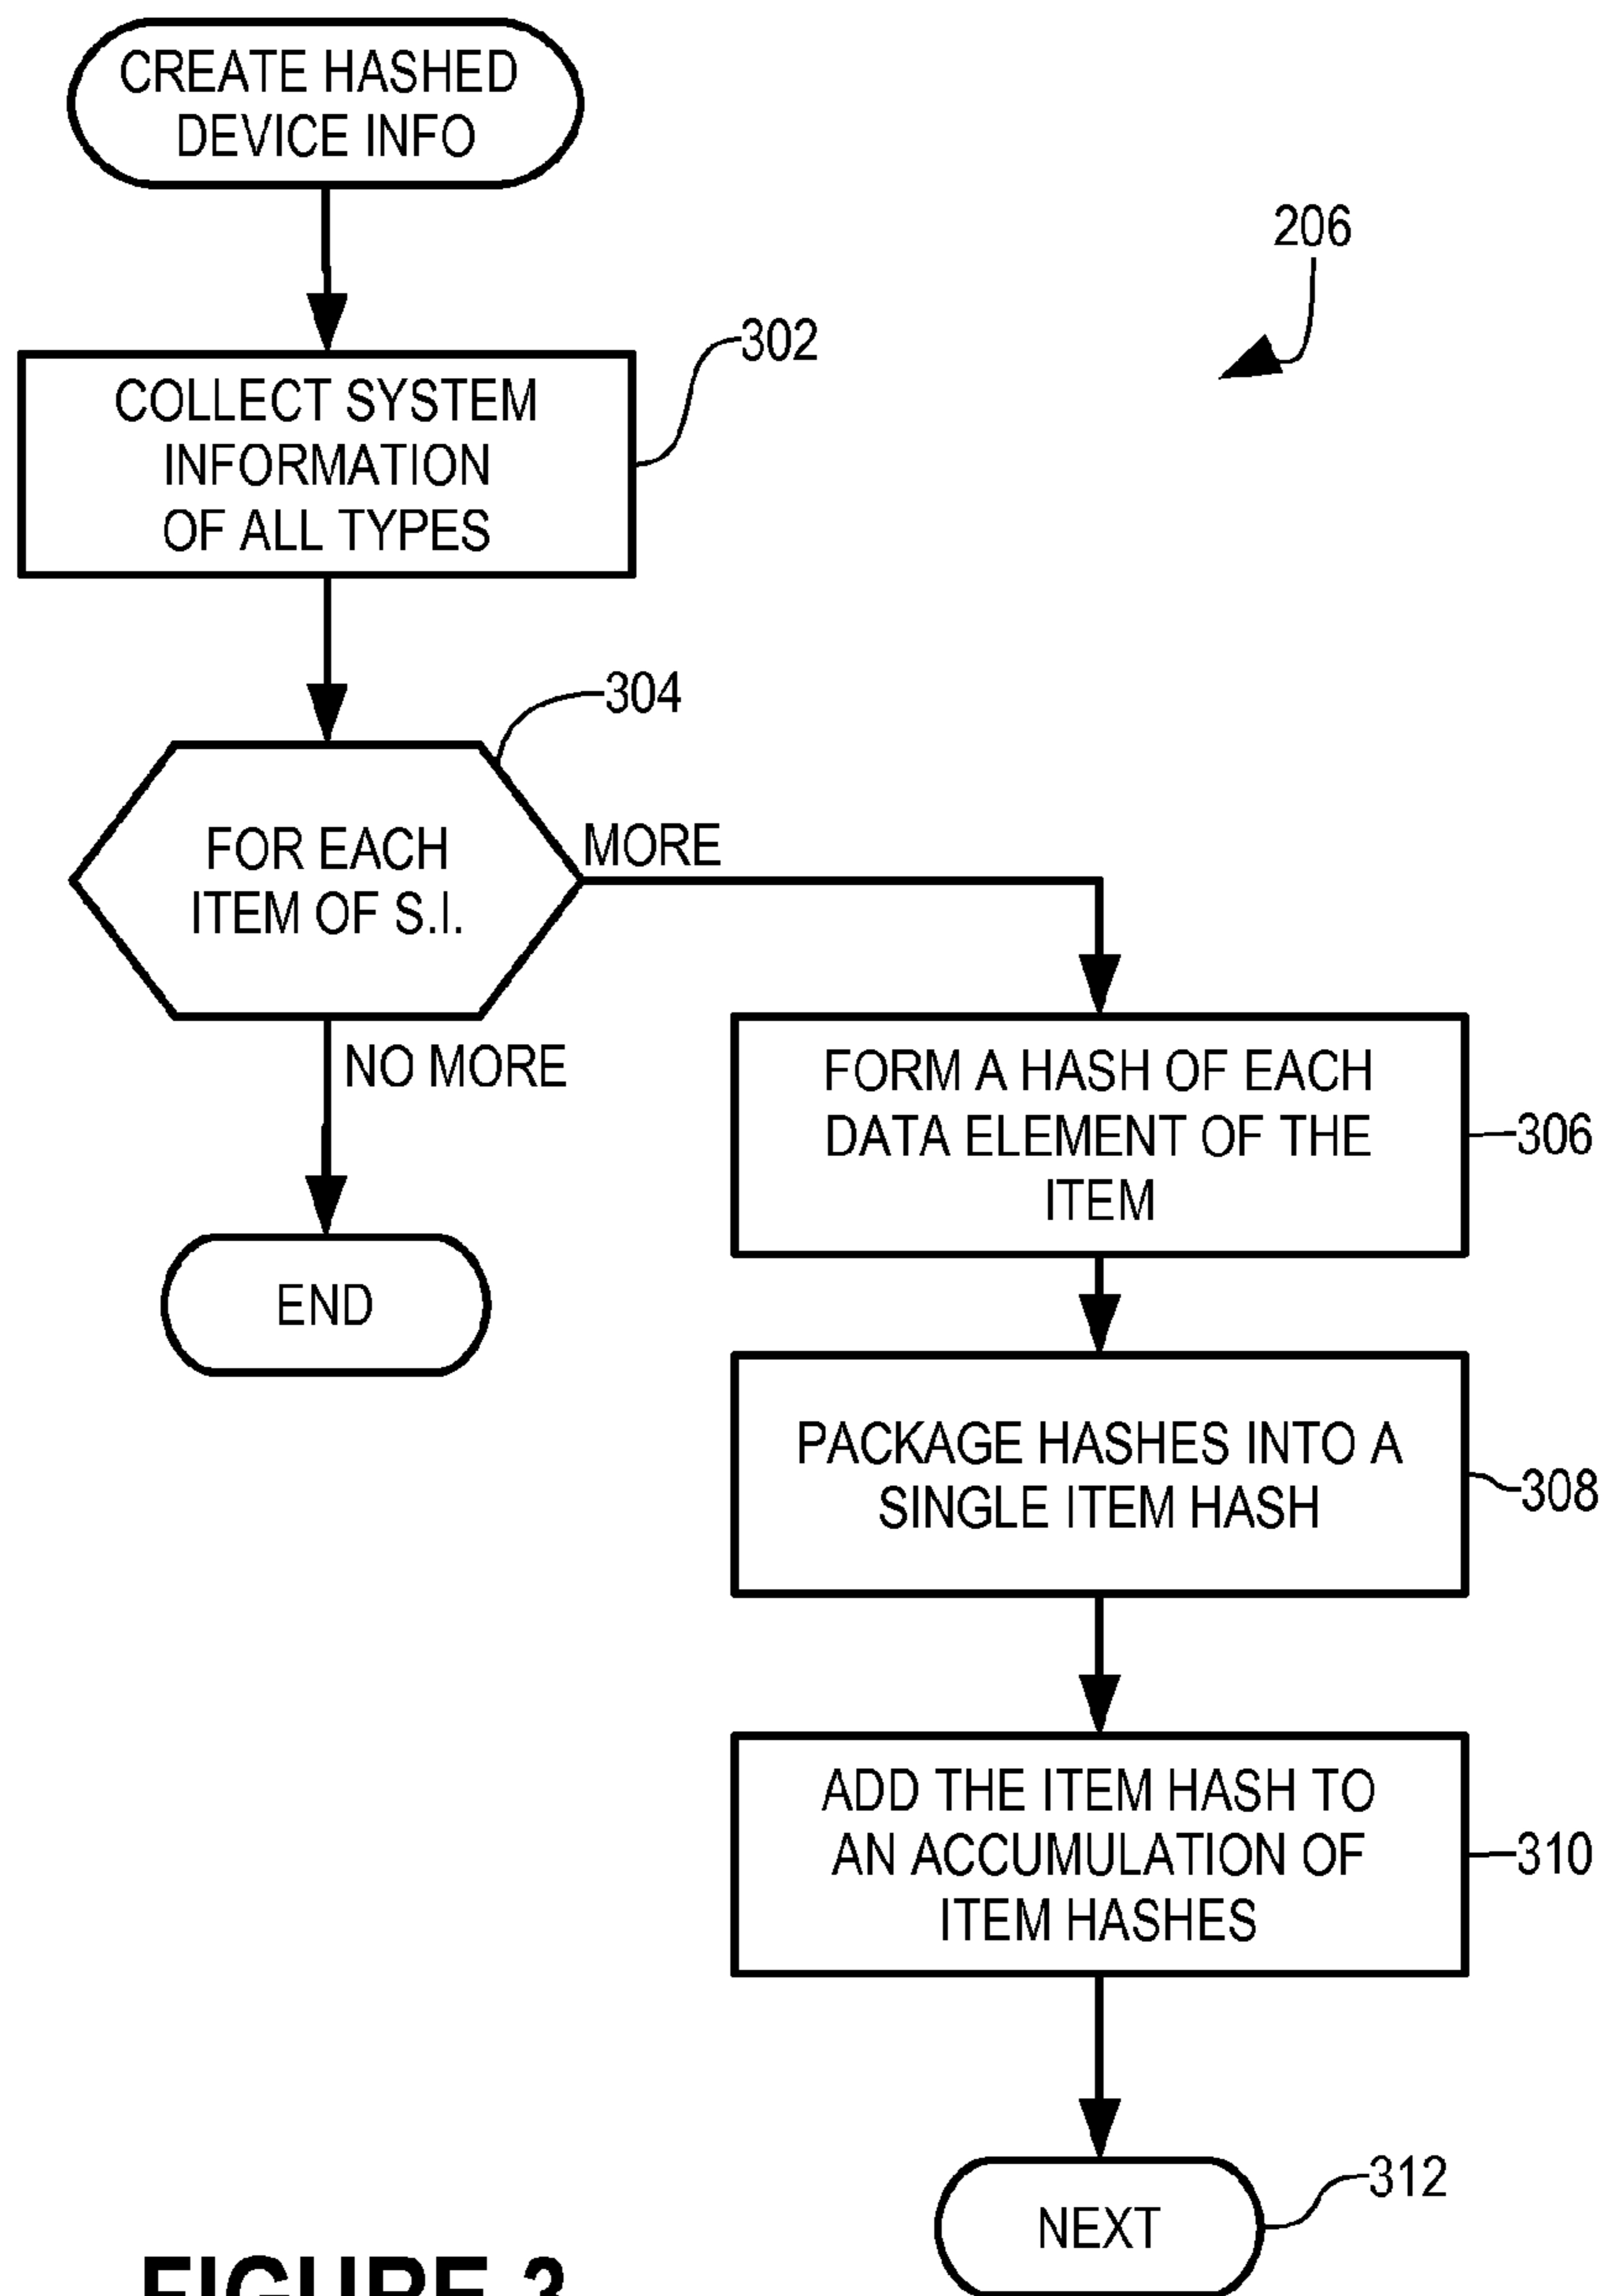 CREATE HASHED
DEVICE INFO
206
302
COLLECT SYSTEM
INFORMATION
OF ALL TYPES
304
FOR EACH
ITEM OF S.I.
MORE
NO MORE
END
FORM A HASH OF EACH
DATA ELEMENT OF THE
ITEM
306
PACKAGE HASHES INTO A
SINGLE ITEM HASH
308
ADD THE ITEM HASH TO
AN ACCUMULATION OF
ITEM HASHES
310
312
NEXT
FIGURE 3